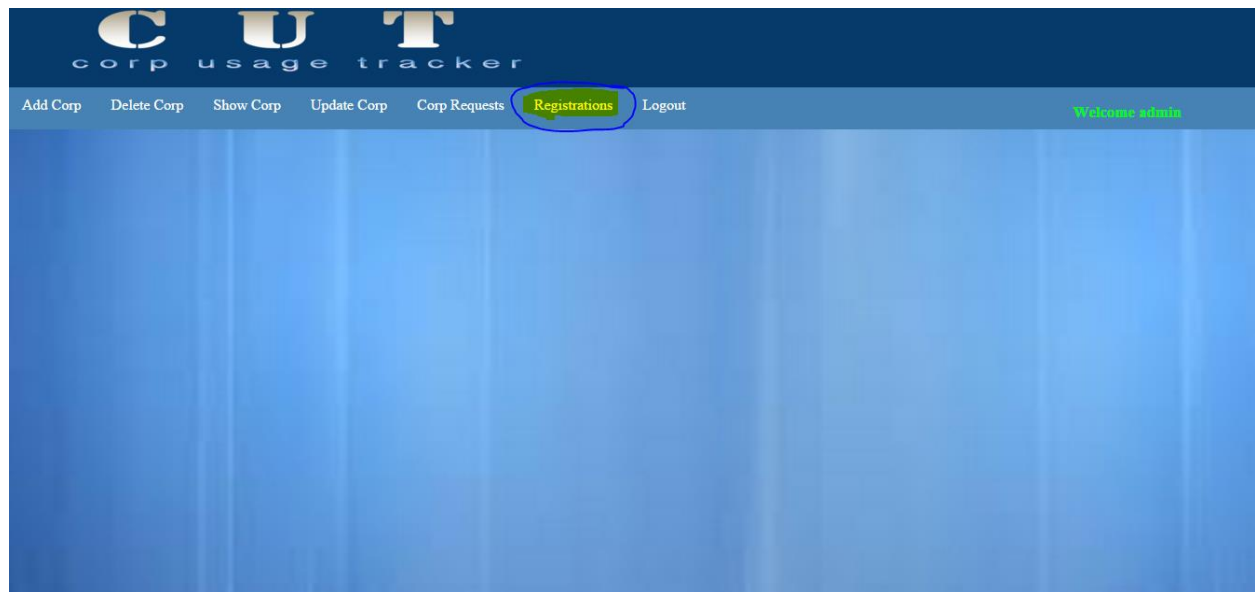 C U T
corp usage tracker
Add Corp Delete Corp Show Corp Update Corp Corp Requests Registrations Logout Welcome admin